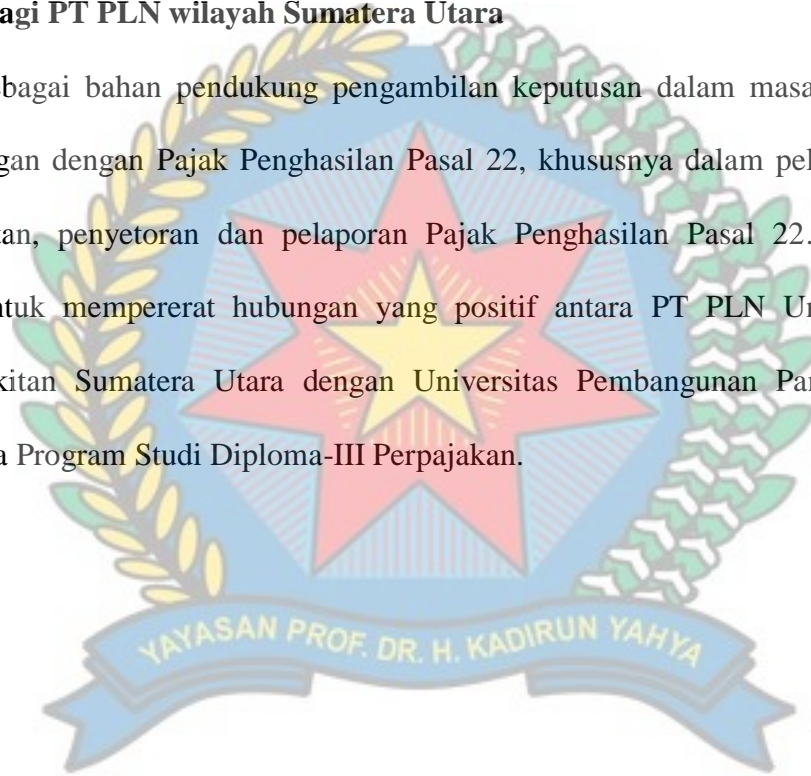 agi PT PLN wilayah Sumatera Utara
bagai bahan pendukung pengambilan keputusan dalam masa
gan dengan Pajak Penghasilan Pasal 22, khususnya dalam pel
tan, penyetoran dan pelaporan Pajak Penghasilan Pasal 22.
ntuk mempererat hubungan yang positif antara PT PLN Un
kitan Sumatera Utara dengan Universitas Pembangunan Pan
a Program Studi Diploma-III Perpajakan.
YAYASAN PROF. DR. H. KADIRUN YAHYA